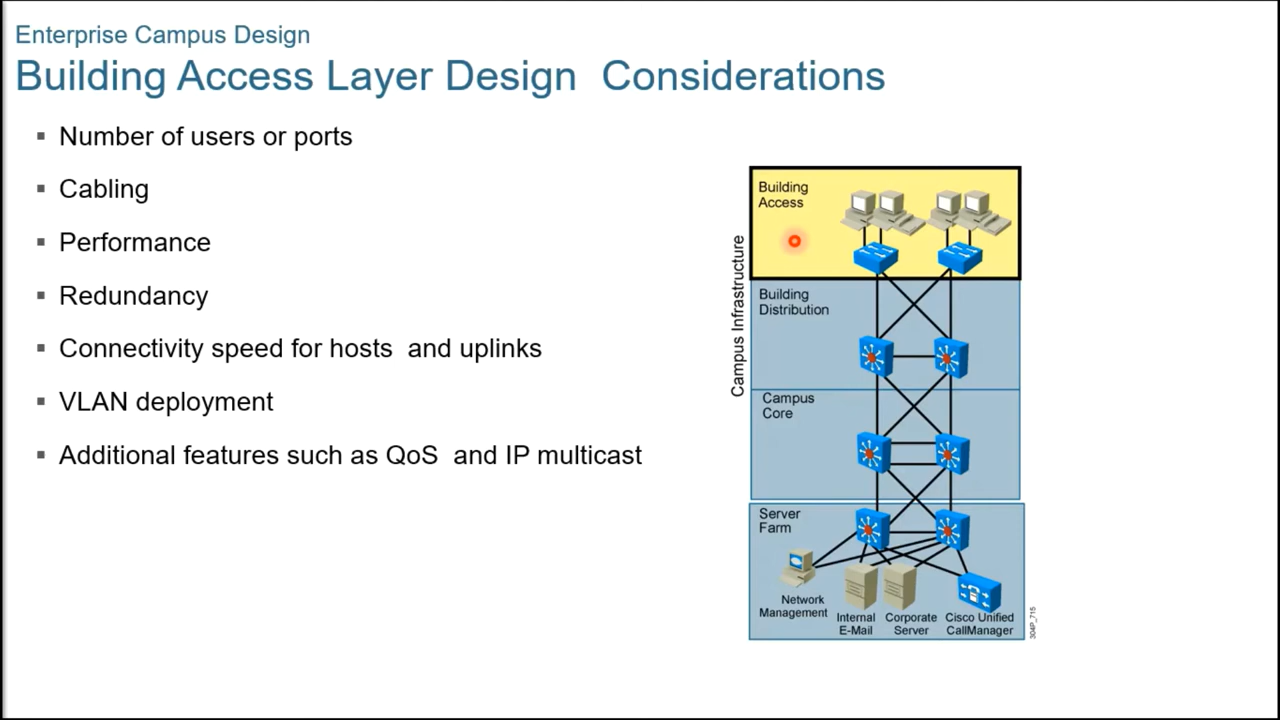 Enterprise Campus Design
Building Access Layer Design Considerations
▪ Number of users or ports
▪ Cabling
▪ Performance
▪ Redundancy
▪ Connectivity speed for hosts and uplinks
▪ VLAN deployment
▪ Additional features such as QoS and IP multicast
Campus Infrastructure
Building
Access
Building
Distribution
Campus
Core
Server
Farm
Network
Management
Internal
E-Mail
Corporate
Server
Cisco Unified
CallManager
304P_715